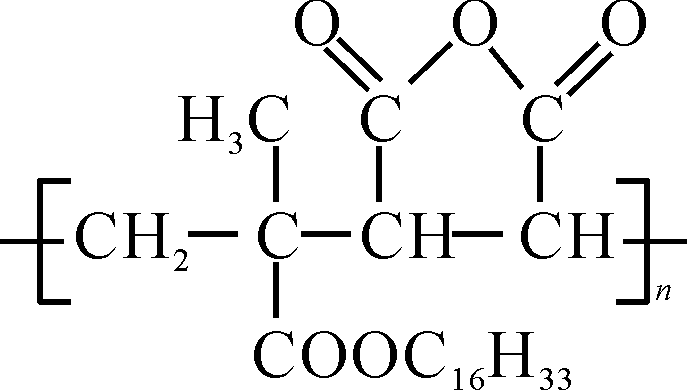 O O O
H₃C C C
CH₂ C CH CH n
COOC₁₆H₃₃